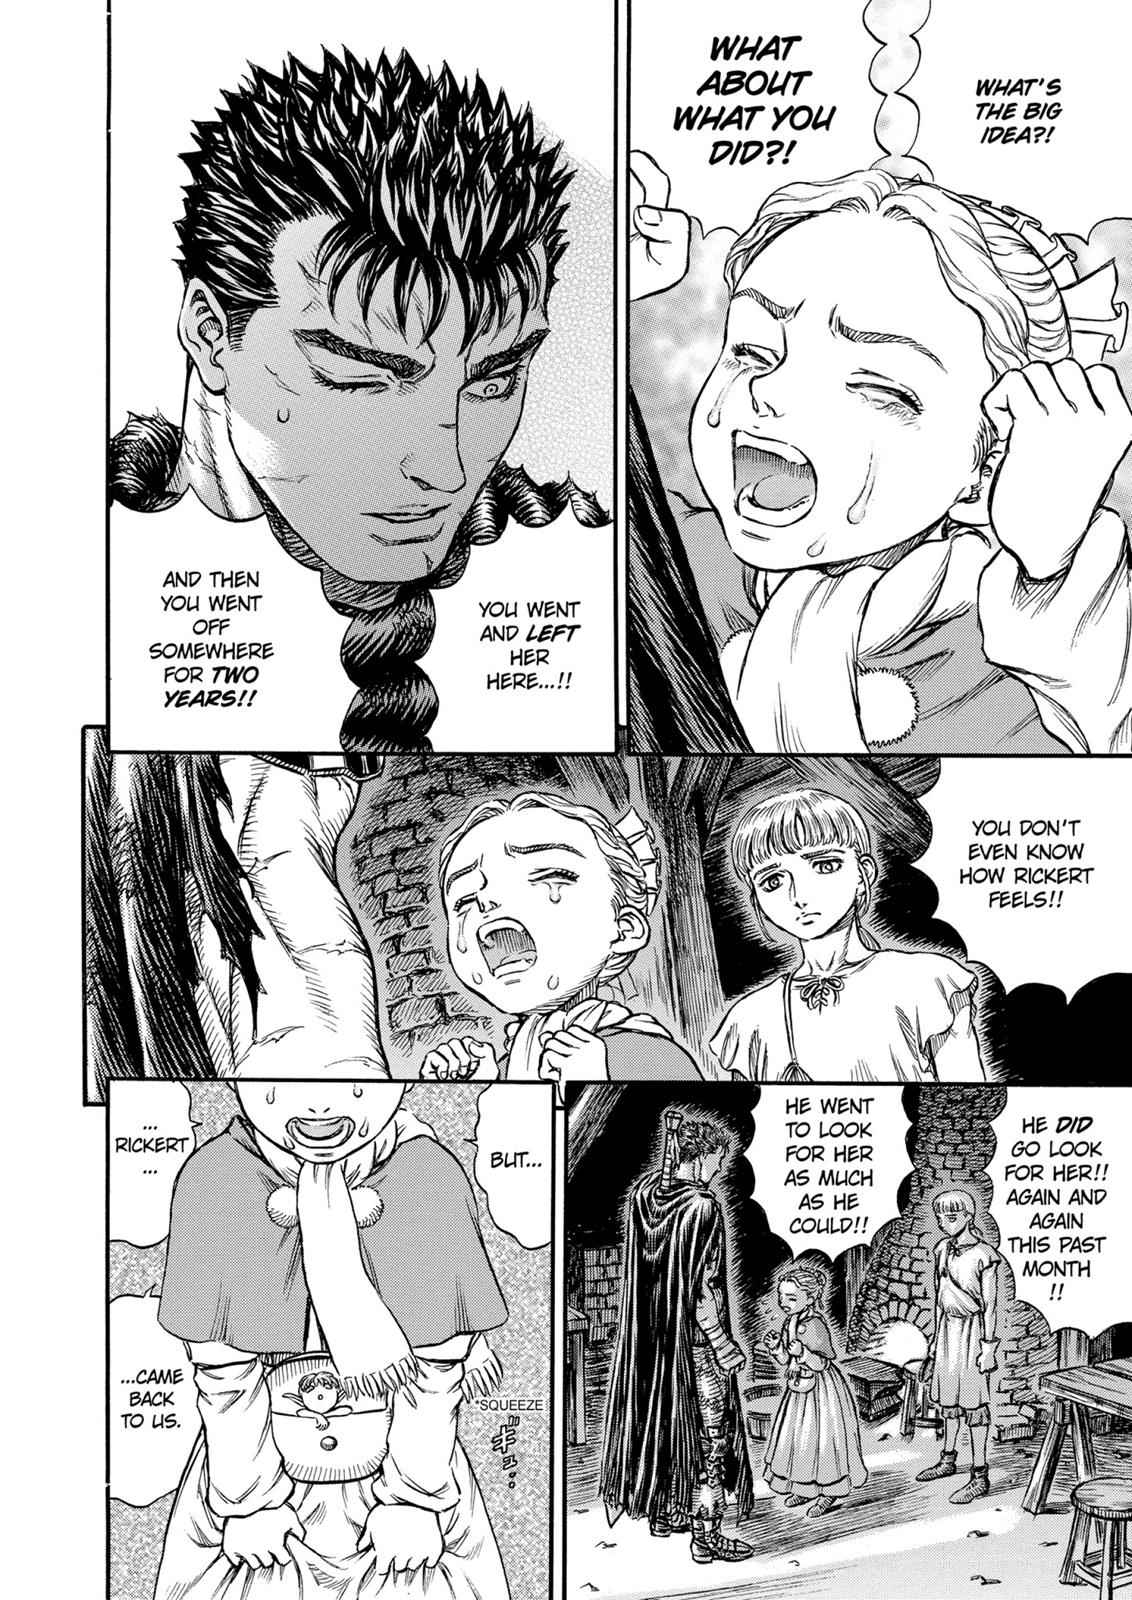 WHAT'S
THE BIG
IDEA?!
WHAT
ABOUT
WHAT YOU
DID?!
YOU WENT
AND LEFT
HER
HERE...!!
AND THEN
YOU WENT
OFF
SOMEWHERE
FOR TWO
YEARS!!
YOU DON'T
EVEN KNOW
HOW RICKERT
FEELS!!
HE DID
GO LOOK
FOR HER!!
AGAIN AND
AGAIN
THIS PAST
MONTH
!!
HE WENT
TO LOOK
FOR HER
AS MUCH
AS HE
COULD!!
BUT...
...
RICKERT
...
...CAME
BACK
TO US.
*SQUEEZE
ギュ